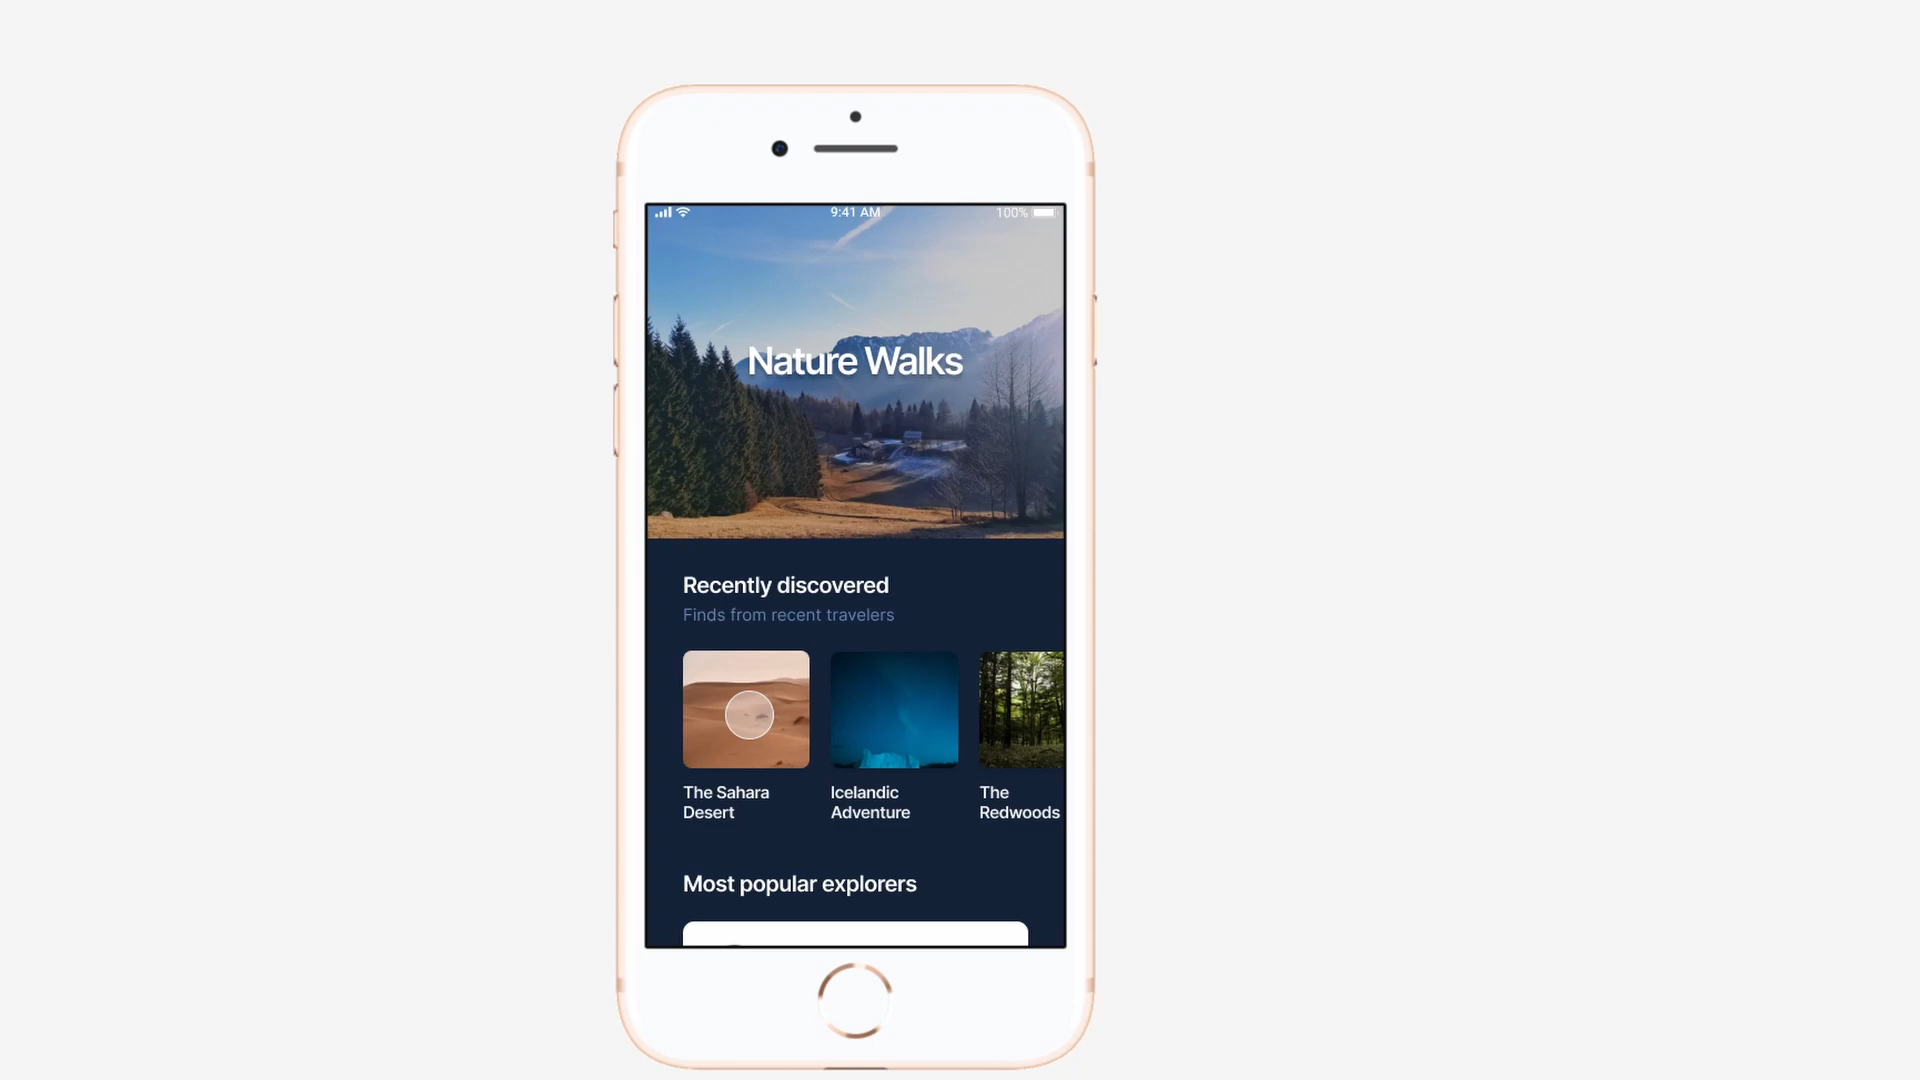 9:41 AM
100%
Nature Walks
Recently discovered
Finds from recent travelers
The Sahara
Desert
Icelandic
Adventure
The
Redwoods
Most popular explorers